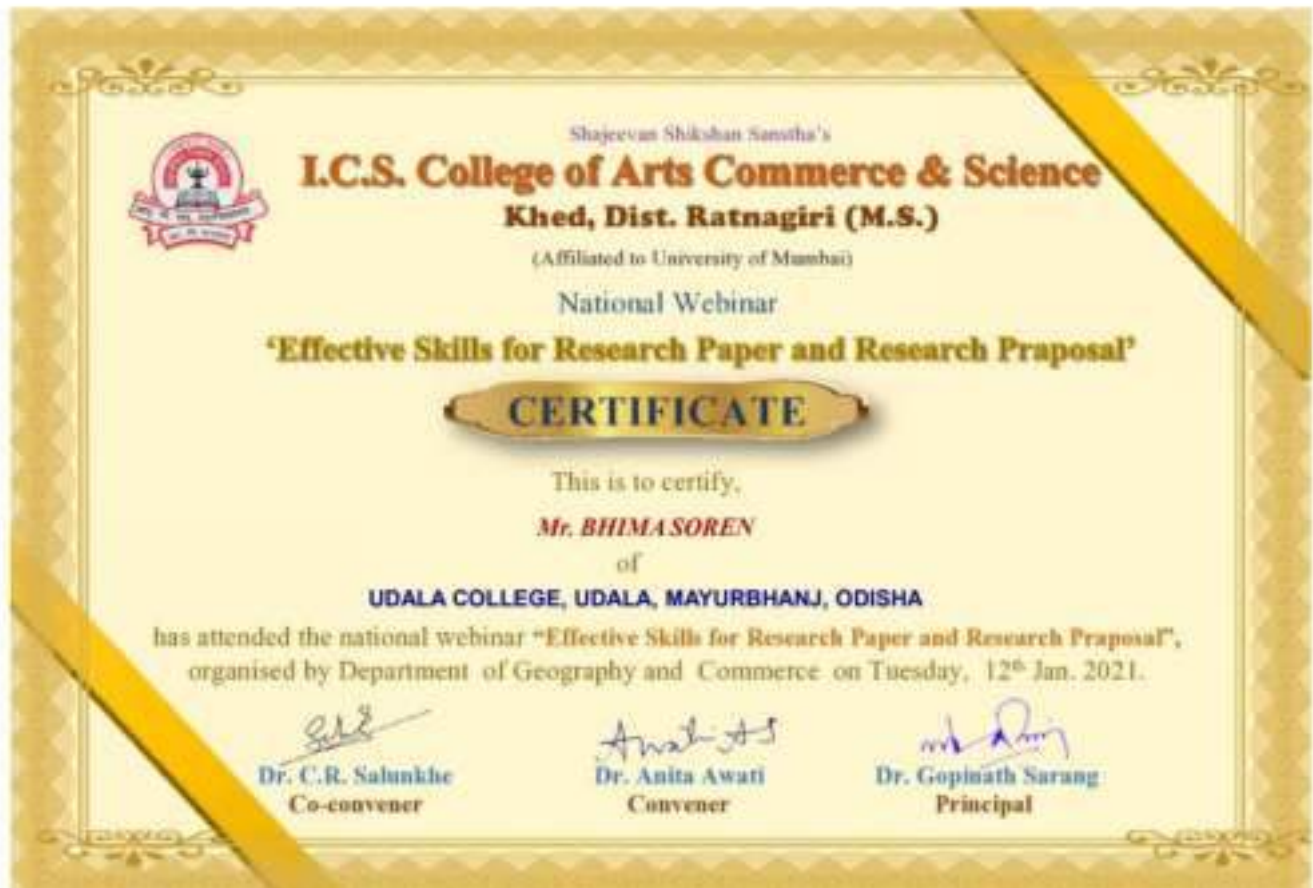 Shajeevan Shikshan Sanstha's
I.C.S. College of Arts Commerce & Science
Khed, Dist. Ratnagiri (M.S.)
(Affiliated to University of Mumbai)
National Webinar
'Effective Skills for Research Paper and Research Praposal'
CERTIFICATE
This is to certify,
Mr. BHIMA SOREN
of
UDALA COLLEGE, UDALA, MAYURBHANJ, ODISHA
has attended the national webinar "Effective Skills for Research Paper and Research Praposal",
organised by Department of Geography and Commerce on Tuesday, 12th Jan. 2021.
Dr. C.R. Salunkhe Dr. Anita Awati Dr. Gopinath Sarang
Co-convener Convener Principal